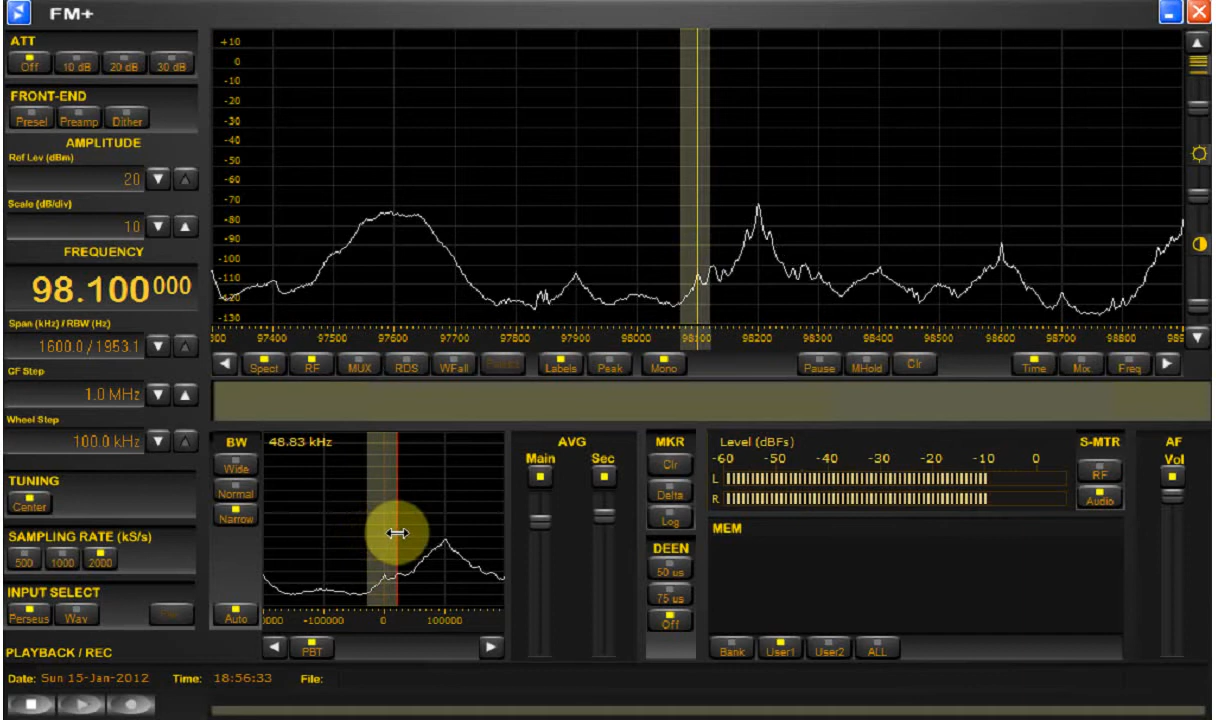 FM+
ATT
Off 10 dB 20 dB 30 dB
FRONT-END
Presel Preamp Dither
AMPLITUDE
Ref Lev (dBm)
20
Scale (dB/div)
10
FREQUENCY
98.100000
Span (kHz) / RBW (Hz)
1600.0 / 1953.1
GF Step
1.0 MHz
Wheel Step
100.0 kHz
TUNING
Center
SAMPLING RATE (kS/s)
500 1000 2000
INPUT SELECT
Perseus Wav
PLAYBACK / REC
+10
0
-10
-20
-30
-40
-50
-60
-70
-80
-90
-100
-110
-120
-130
300 97400 97500 97600 97700 97800 97900 98000 98100 98200 98300 98400 98500 98600 98700 98800 989
Spect RF MUX RDS WFall Labels Peak Mono Pause MHold Clr Time Mix Freq
BW 48.83 kHz
Wide
Normal
Narrow
Auto
0000 -100000 0 100000
PBT
AVG
Main Sec
MKR
Clr
Delta
Log
DEEN
50 us
75 us
Off
Level (dBFs)
-60 -50 -40 -30 -20 -10 0
L
R
S-MTR
RF
Audio
AF
Vol
MEM
Bank User1 User2 ALL
Date: Sun 15-Jan-2012 Time: 18:56:33 File: